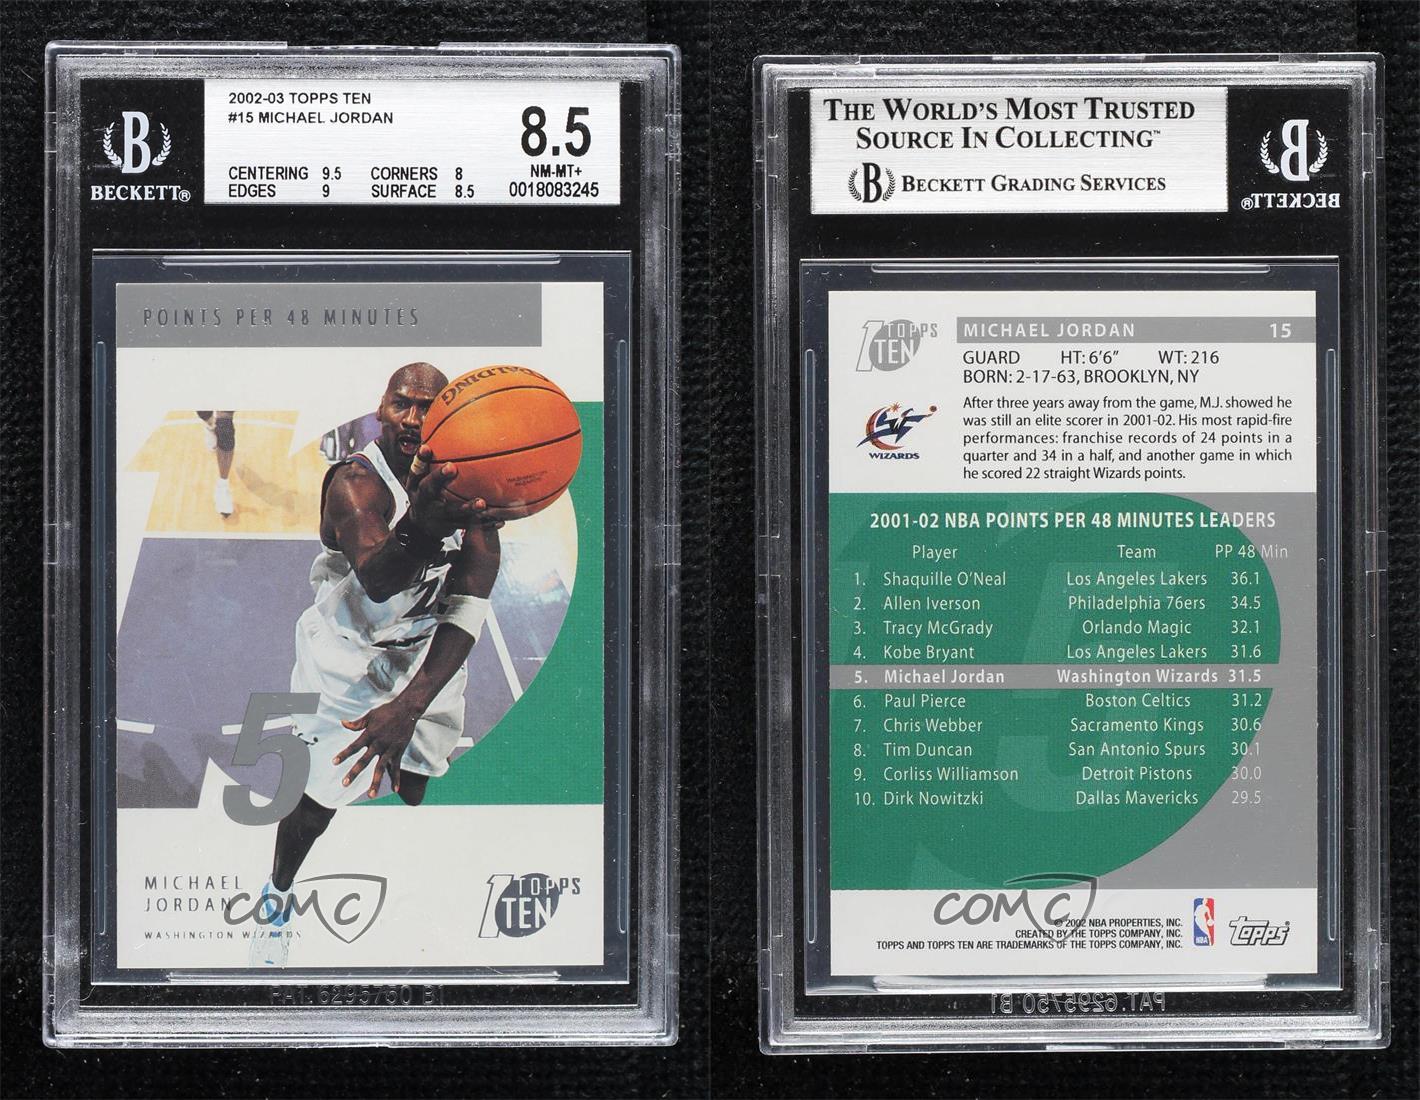 2002-03 TOPPS TEN
#15 MICHAEL JORDAN
CENTERING 9.5 CORNERS 8
EDGES 9 SURFACE 8.5
8.5
NM-MT+
0018083245
B
BECKETT®
POINTS PER 48 MINUTES
SPALDING
5
MICHAEL
JORDAN
WASHINGTON WIZARDS
1 TOPPS
TEN
COMC
PAT. 6295750 B1
THE WORLD'S MOST TRUSTED
SOURCE IN COLLECTING™
B BECKETT GRADING SERVICES
B
BECKETT®
1 TOPPS
TEN
MICHAEL JORDAN 15
GUARD HT: 6'6" WT: 216
BORN: 2-17-63, BROOKLYN, NY
WIZARDS
After three years away from the game, M.J. showed he
was still an elite scorer in 2001-02. His most rapid-fire
performances: franchise records of 24 points in a
quarter and 34 in a half, and another game in which
he scored 22 straight Wizards points.
2001-02 NBA POINTS PER 48 MINUTES LEADERS
Player Team PP 48 Min
1. Shaquille O'Neal Los Angeles Lakers 36.1
2. Allen Iverson Philadelphia 76ers 34.5
3. Tracy McGrady Orlando Magic 32.1
4. Kobe Bryant Los Angeles Lakers 31.6
5. Michael Jordan Washington Wizards 31.5
6. Paul Pierce Boston Celtics 31.2
7. Chris Webber Sacramento Kings 30.6
8. Tim Duncan San Antonio Spurs 30.1
9. Corliss Williamson Detroit Pistons 30.0
10. Dirk Nowitzki Dallas Mavericks 29.5
COMC
© 2002 NBA PROPERTIES, INC.
CREATED BY THE TOPPS COMPANY, INC.
TOPPS AND TOPPS TEN ARE TRADEMARKS OF THE TOPPS COMPANY, INC.
NBA
Topps
PAT. 6295750 B1